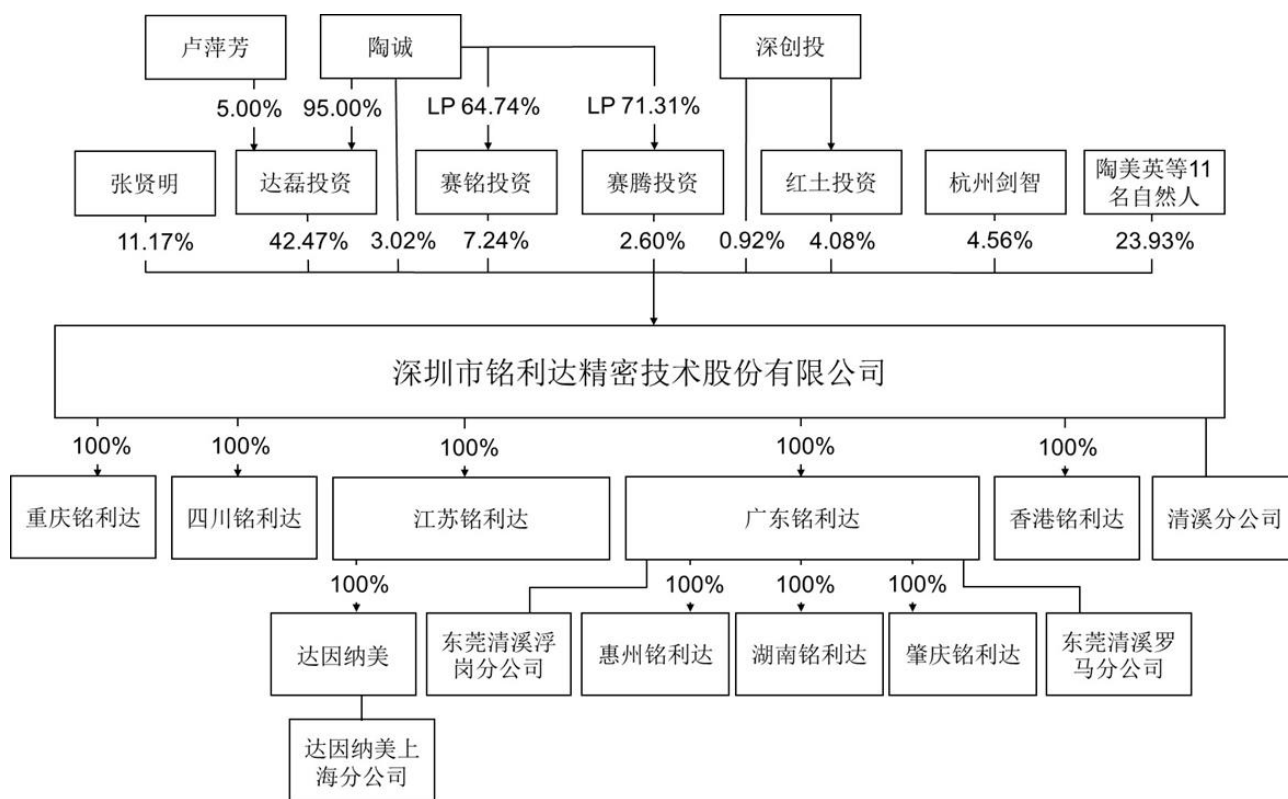 卢萍芳
陶诚
深创投
5.00%
95.00%
LP 64.74%
LP 71.31%
张贤明
达磊投资
赛铭投资
赛腾投资
红土投资
杭州剑智
陶美英等11
名自然人
11.17%
42.47%
3.02%
7.24%
2.60%
0.92%
4.08%
4.56%
23.93%
深圳市铭利达精密技术股份有限公司
100%
100%
100%
100%
100%
重庆铭利达
四川铭利达
江苏铭利达
广东铭利达
香港铭利达
清溪分公司
100%
100%
100%
100%
达因纳美
东莞清溪浮
岗分公司
惠州铭利达
湖南铭利达
肇庆铭利达
东莞清溪罗
马分公司
达因纳美上
海分公司